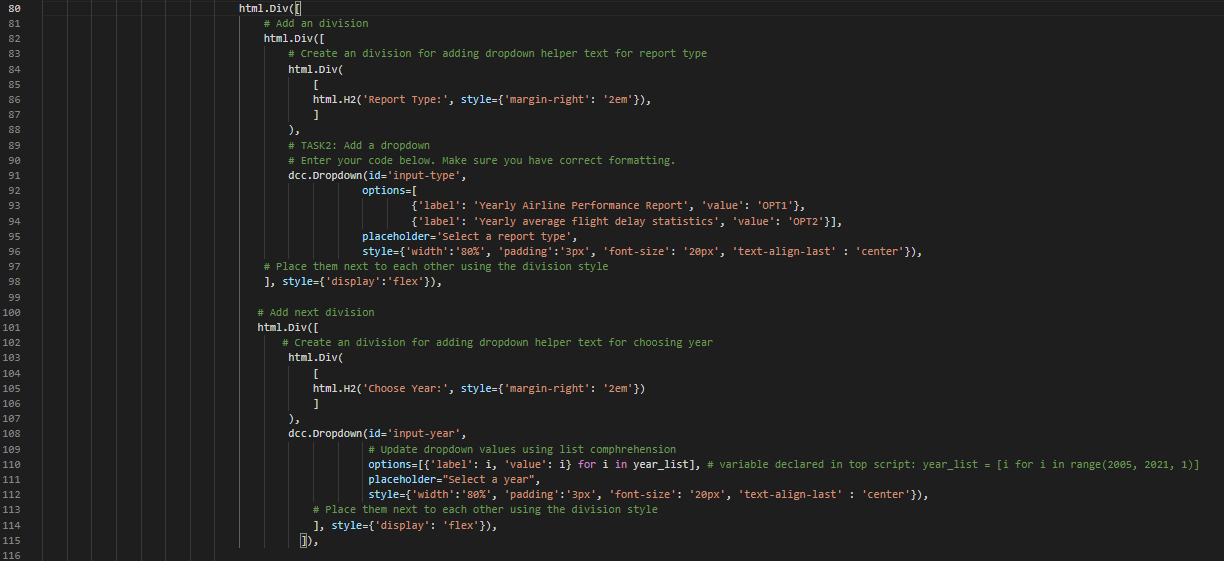 80 html.Div([
81 # Add an division
82 html.Div([
83 # Create an division for adding dropdown helper text for report type
84 html.Div(
85 [
86 html.H2('Report Type:', style={'margin-right': '2em'}),
87 ]
88 ),
89 # TASK2: Add a dropdown
90 # Enter your code below. Make sure you have correct formatting.
91 dcc.Dropdown(id='input-type',
92 options=[
93 {'label': 'Yearly Airline Performance Report', 'value': 'OPT1'},
94 {'label': 'Yearly average flight delay statistics', 'value': 'OPT2'}],
95 placeholder='Select a report type',
96 style={'width':'80%', 'padding':'3px', 'font-size': '20px', 'text-align-last' : 'center'}),
97 # Place them next to each other using the division style
98 ], style={'display':'flex'}),
99
100 # Add next division
101 html.Div([
102 # Create an division for adding dropdown helper text for choosing year
103 html.Div(
104 [
105 html.H2('Choose Year:', style={'margin-right': '2em'})
106 ]
107 ),
108 dcc.Dropdown(id='input-year',
109 # Update dropdown values using list comphrehension
110 options=[{'label': i, 'value': i} for i in year_list], # variable declared in top script: year_list = [i for i in range(2005, 2021, 1)]
111 placeholder="Select a year",
112 style={'width':'80%', 'padding':'3px', 'font-size': '20px', 'text-align-last' : 'center'}),
113 # Place them next to each other using the division style
114 ], style={'display': 'flex'}),
115 ]),
116